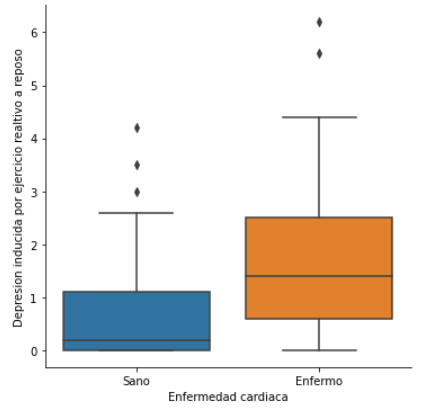 Depresion inducida por ejercicio realtivo a reposo
6
5
4
3
2
1
0
Sano Enfermo
Enfermedad cardiaca